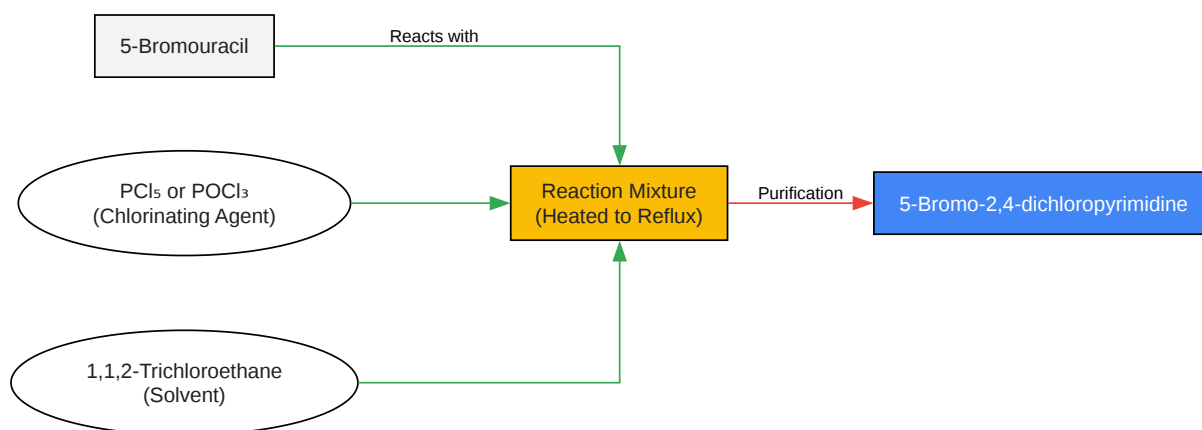 5-Bromouracil
Reacts with
PCl₅ or POCl₃
(Chlorinating Agent)
Reaction Mixture
(Heated to Reflux)
Purification
5-Bromo-2,4-dichloropyrimidine
1,1,2-Trichloroethane
(Solvent)